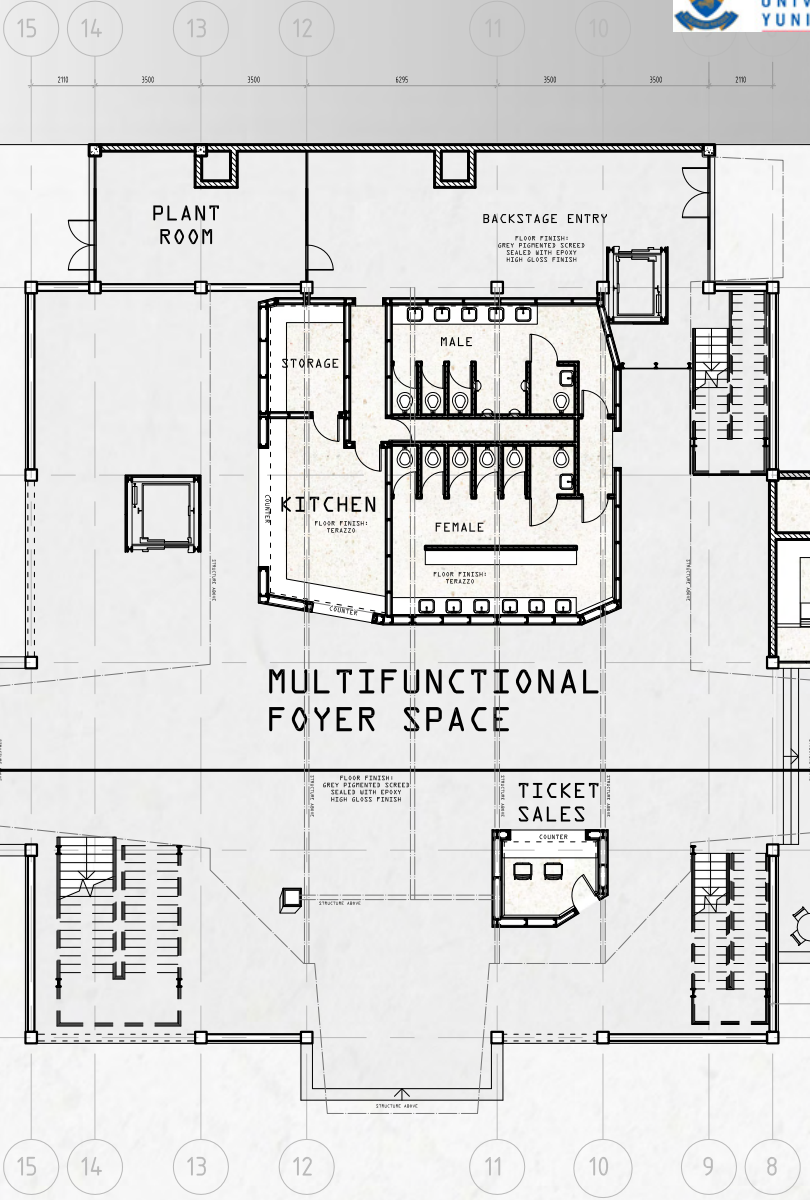 UNIV
YUNI
15 14 13 12 11 10
2110 3500 3500 6295 3500 3500 2110
PLANT
ROOM
BACKSTAGE ENTRY
FLOOR FINISH:
GREY PIGMENTED SCREED
SEALED WITH EPOXY
HIGH GLOSS FINISH
MALE
STORAGE
KITCHEN
FLOOR FINISH:
TERAZZO
COUNTER
FEMALE
FLOOR FINISH:
TERAZZO
STRUCTURE ABOVE
STRUCTURE ABOVE
COUNTER
MULTIFUNCTIONAL
FOYER SPACE
FLOOR FINISH:
GREY PIGMENTED SCREED
SEALED WITH EPOXY
HIGH GLOSS FINISH
STRUCTURE ABOVE
STRUCTURE ABOVE
STRUCTURE ABOVE
TICKET
SALES
COUNTER
STRUCTURE ABOVE
STRUCTURE ABOVE
15 14 13 12 11 10 9 8